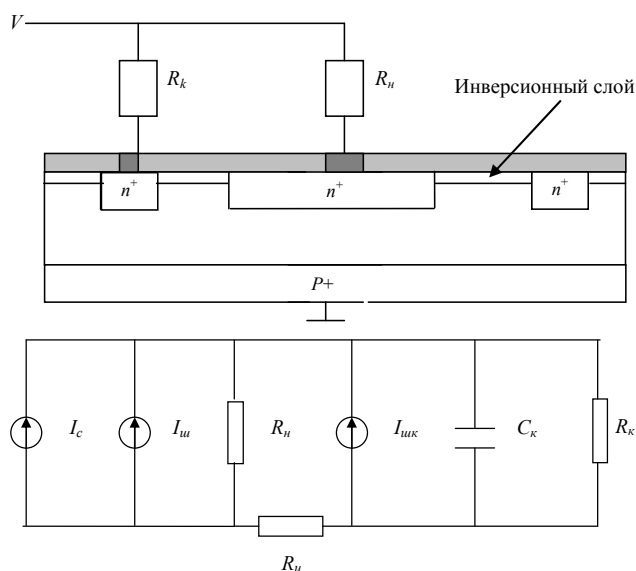 V
R_k
R_н
Инверсионный слой
n^+
n^+
n^+
P+
I_c
I_ш
R_н
I_шк
C_к
R_к
R_и